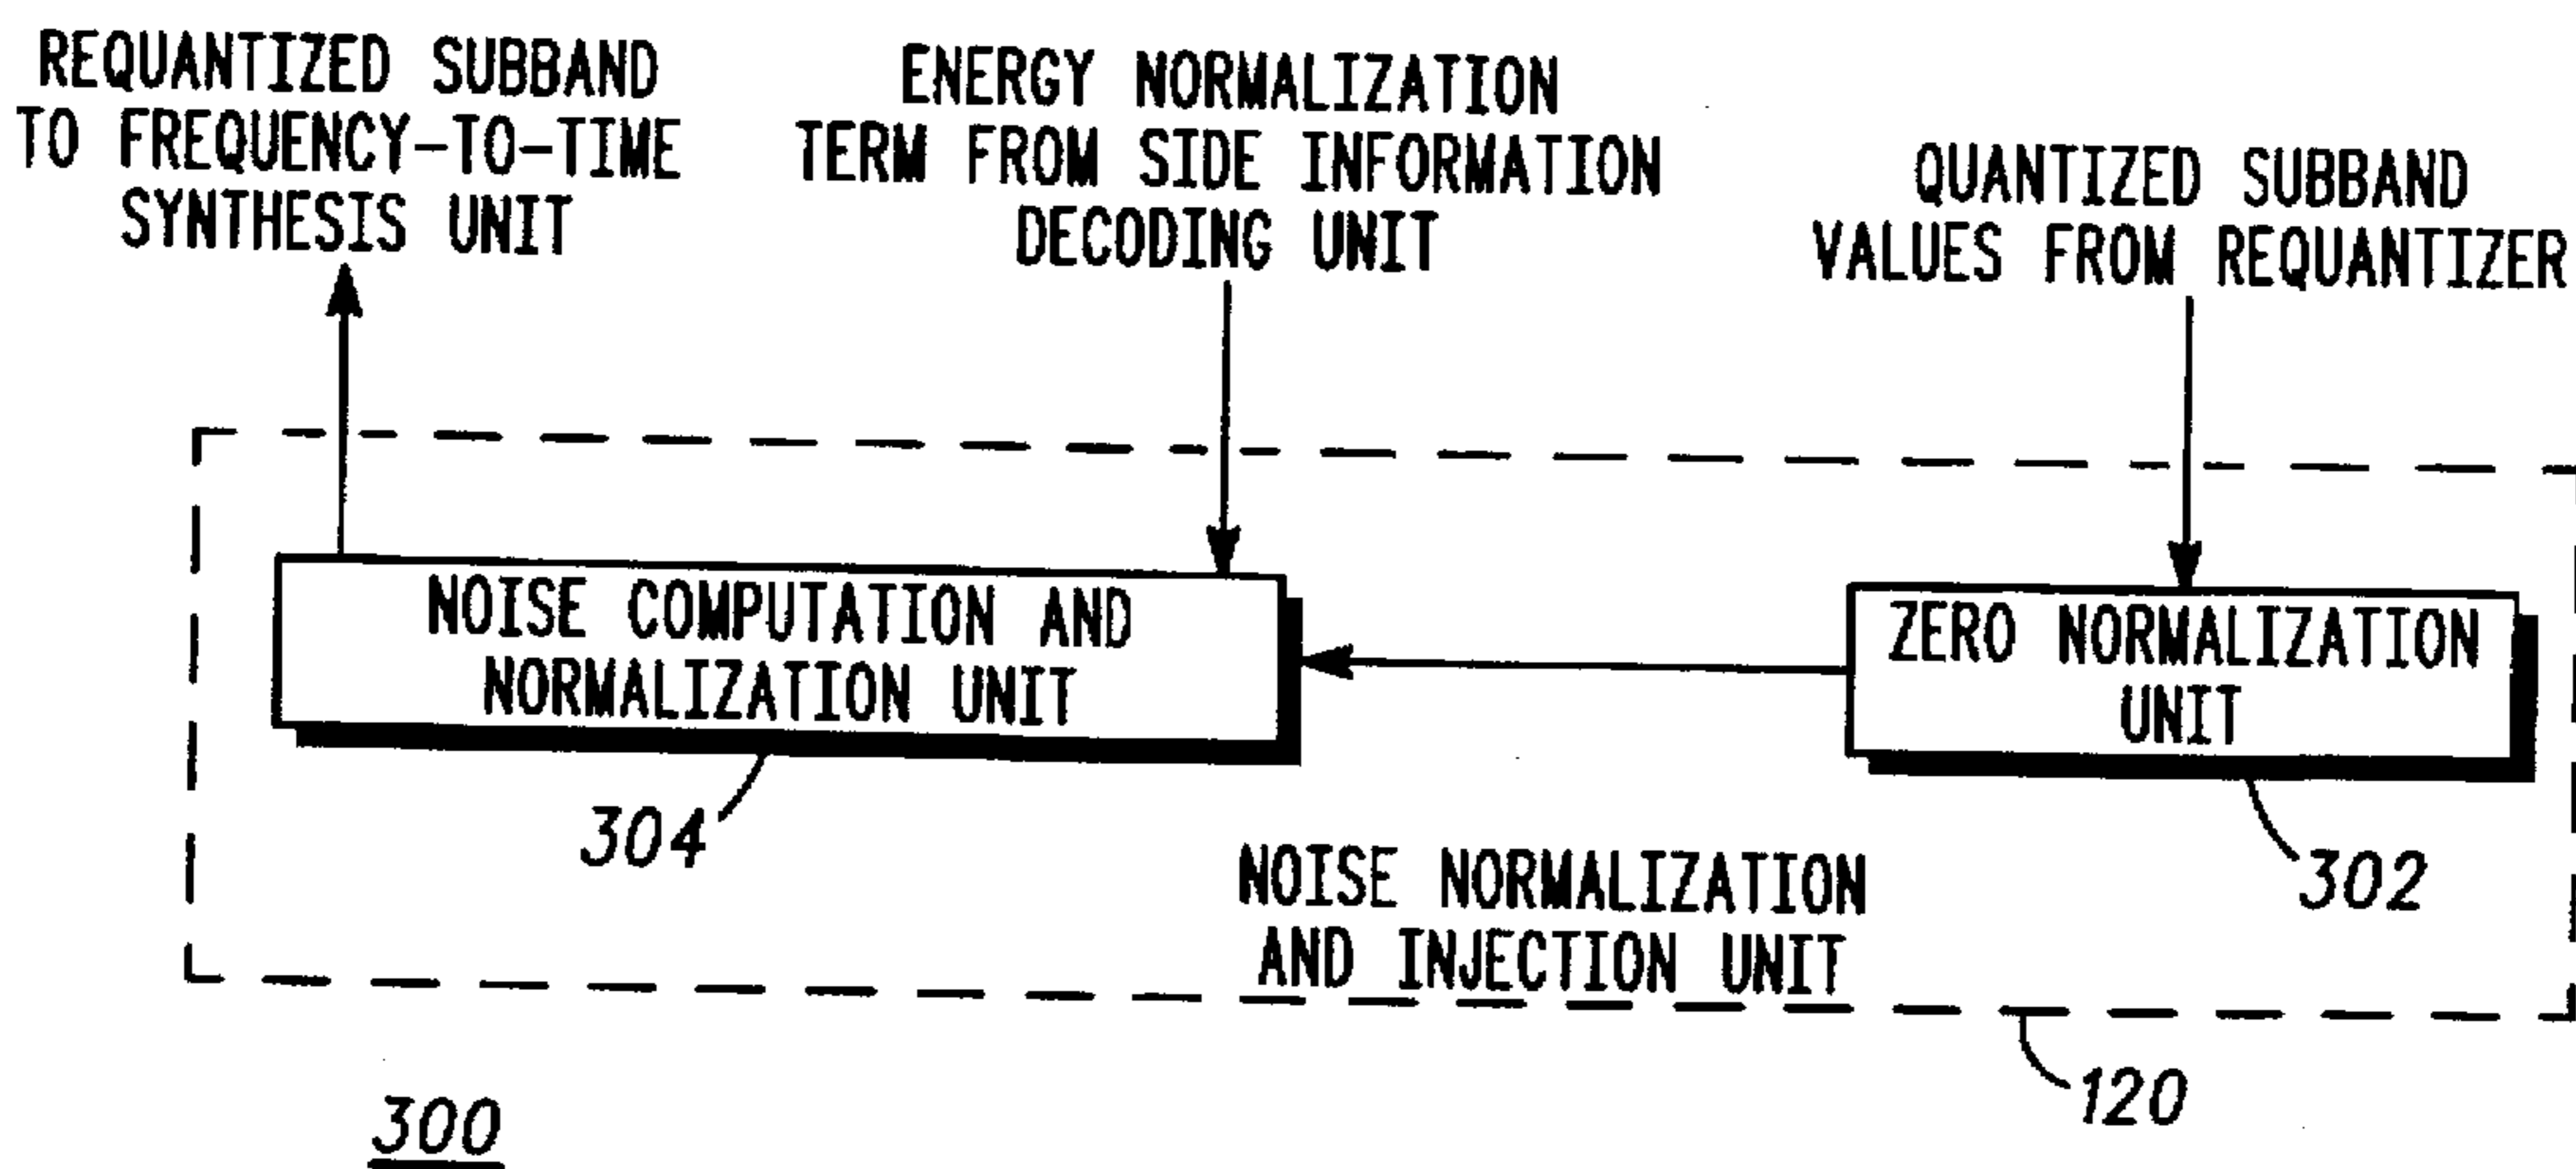 REQUANTIZED SUBBAND
TO FREQUENCY-TO-TIME
SYNTHESIS UNIT
ENERGY NORMALIZATION
TERM FROM SIDE INFORMATION
DECODING UNIT
QUANTIZED SUBBAND
VALUES FROM REQUANTIZER
NOISE COMPUTATION AND
NORMALIZATION UNIT
ZERO NORMALIZATION
UNIT
304
302
NOISE NORMALIZATION
AND INJECTION UNIT
120
300